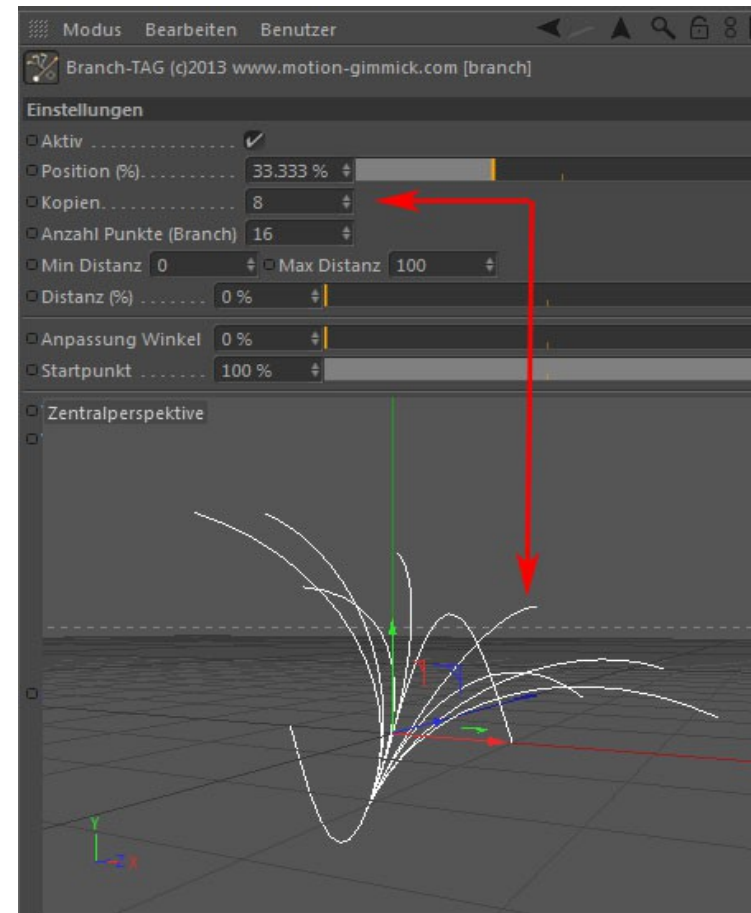 Modus Bearbeiten Benutzer
Branch-TAG (c)2013 www.motion-gimmick.com [branch]
Einstellungen
Aktiv . . . . . . . . . . . . . . . ✔
Position (%). . . . . . . . . . 33.333 %
Kopien. . . . . . . . . . . . . . 8
Anzahl Punkte (Branch) 16
Min Distanz 0 Max Distanz 100
Distanz (%) . . . . . . . 0 %
Anpassung Winkel 0 %
Startpunkt . . . . . . . 100 %
Zentralperspektive
Y
Z X